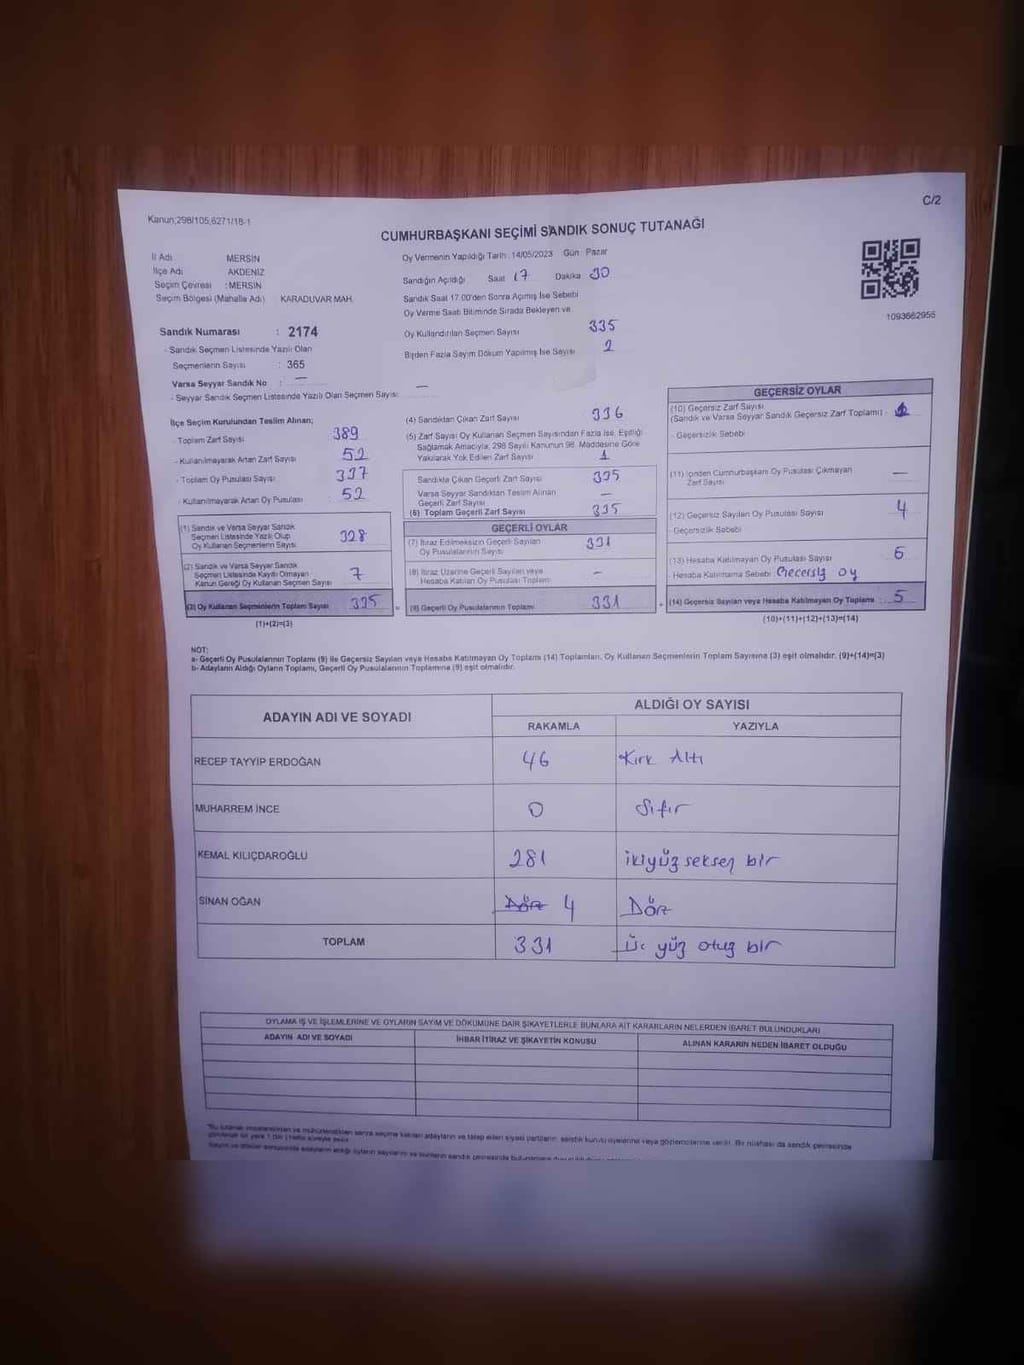 C/2
Kanun;298/105,6271/18-1
CUMHURBAŞKANI SEÇİMİ SANDIK SONUÇ TUTANAĞI
İl Adı MERSİN
İlçe Adı AKDENİZ
Seçim Çevresi : MERSİN
Seçim Bölgesi (Mahalle Adı) KARADUVAR MAH.
Sandık Numarası : 2174
- Sandık Seçmen Listesinde Yazılı Olan
Seçmenlerin Sayısı : 365
Varsa Seyyar Sandık No : —
- Seyyar Sandık Seçmen Listesinde Yazılı Olan Seçmen Sayısı: —
Oy Vermenin Yapıldığı Tarih: 14/05/2023 Gün Pazar
Sandığın Açıldığı Saat 17 Dakika 30
Sandık Saat 17.00'den Sonra Açımış İse Sebebi
Oy Verme Saati Bitiminde Sırada Bekleyen ve
Oy Kullandırılan Seçmen Sayısı 335
Birden Fazla Sayım Döküm Yapılmış İse Sayısı 2
1093662955
İlçe Seçim Kurulundan Teslim Alınan;
- Toplam Zarf Sayısı 389
- Kullanılmayarak Artan Zarf Sayısı 52
- Toplam Oy Pusulası Sayısı 337
- Kullanılmayarak Artan Oy Pusulası 52
(1) Sandık ve Varsa Seyyar Sandık
Seçmen Listesinde Yazılı Olup
Oy Kullanan Seçmenlerin Sayısı 328
(2) Sandık ve Varsa Seyyar Sandık
Seçmen Listesinde Kaydı Olmayan
Kanun Gereği Oy Kullanan Seçmen Sayısı 7
(3) Oy Kullanan Seçmenlerin Toplam Sayısı 335
(1)+(2)=(3)
(4) Sandıktan Çıkan Zarf Sayısı 336
(5) Zarf Sayısı Oy Kullanan Seçmen Sayısından Fazla İse, Eşitliği
Sağlamak Amacıyla; 298 Sayılı Kanunun 98. Maddesine Göre
Yakılarak Yok Edilen Zarf Sayısı 1
Sandıkta Çıkan Geçerli Zarf Sayısı 335
Varsa Seyyar Sandıktan Teslim Alınan
Geçerli Zarf Sayısı —
(6) Toplam Geçerli Zarf Sayısı 335
GEÇERLİ OYLAR
(7) İtiraz Edilmeksizin Geçerli Sayılan
Oy Pusulalarının Sayısı 331
(8) İtiraz Üzerine Geçerli Sayılan veya
Hesaba Katılan Oy Pusulası Toplamı —
(9) Geçerli Oy Pusulalarının Toplamı 331
GEÇERSİZ OYLAR
(10) Geçersiz Zarf Sayısı
(Sandık ve Varsa Seyyar Sandık Geçersiz Zarf Toplamı) :
- Geçersizlik Sebebi
(11) İçinden Cumhurbaşkanı Oy Pusulası Çıkmayan
Zarf Sayısı —
(12) Geçersiz Sayılan Oy Pusulası Sayısı 4
- Geçersizlik Sebebi
(13) Hesaba Katılmayan Oy Pusulası Sayısı 6
- Hesaba Katılmama Sebebi Gecersiz oy
(14) Geçersiz Sayılan veya Hesaba Katılmayan Oy Toplamı : 5
(10)+(11)+(12)+(13)=(14)
NOT:
a- Geçerli Oy Pusulalarının Toplamı (9) ile Geçersiz Sayılan veya Hesaba Katılmayan Oy Toplamı (14) Toplamları, Oy Kullanan Seçmenlerin Toplam Sayısına (3) eşit olmalıdır. (9)+(14)=(3)
b- Adayların Aldığı Oyların Toplamı, Geçerli Oy Pusulalarının Toplamına (9) eşit olmalıdır.
ADAYIN ADI VE SOYADI ALDIĞI OY SAYISI
RAKAMLA YAZIYLA
RECEP TAYYİP ERDOĞAN 46 Kırk Altı
MUHARREM İNCE 0 Sıfır
KEMAL KILIÇDAROĞLU 281 ikiyüz seksen bir
SİNAN OĞAN Dört 4 Dört
TOPLAM 331 üç yüz otuz bir
OYLAMA İŞ VE İŞLEMLERİNE VE OYLARIN SAYIM VE DÖKÜMÜNE DAİR ŞİKAYETLERLE BUNLARA AİT KARARLARIN NELERDEN İBARET BULUNDUKLARI
ADAYIN ADI VE SOYADI İHBAR İTİRAZ VE ŞİKAYETİN KONUSU ALINAN KARARIN NEDEN İBARET OLDUĞU